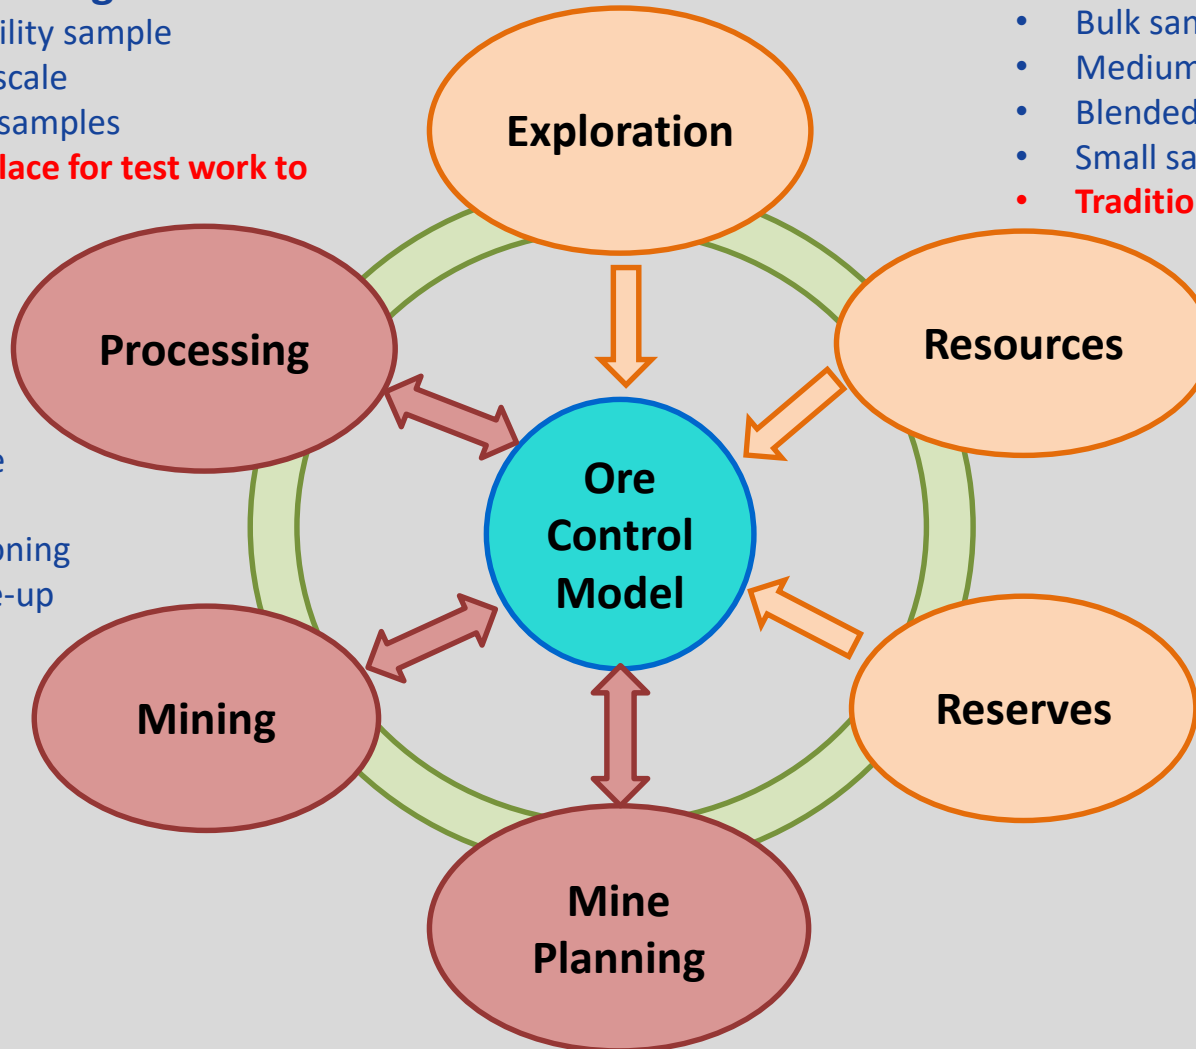 ility sample
scale
samples
lace for test work to
• Bulk san
• Medium
• Blended
• Small sa
• Traditio
Exploration
Processing
Resources
Ore
Control
Model
oning
e-up
Mining
Reserves
Mine
Planning